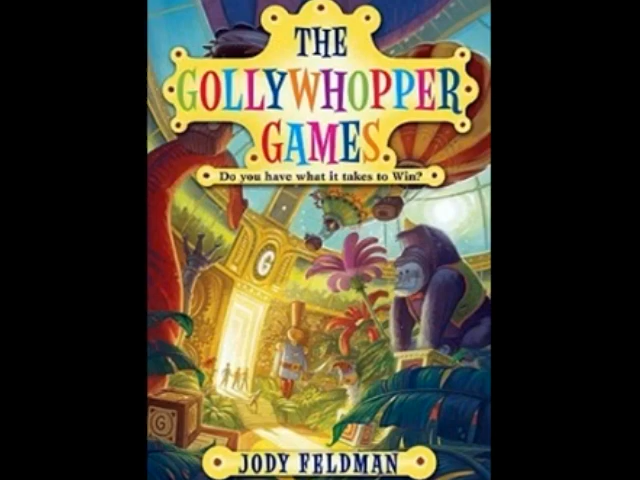 THE
GOLLYWHOPPER
GAMES
Do you have what it takes to Win?
G
G
JODY FELDMAN